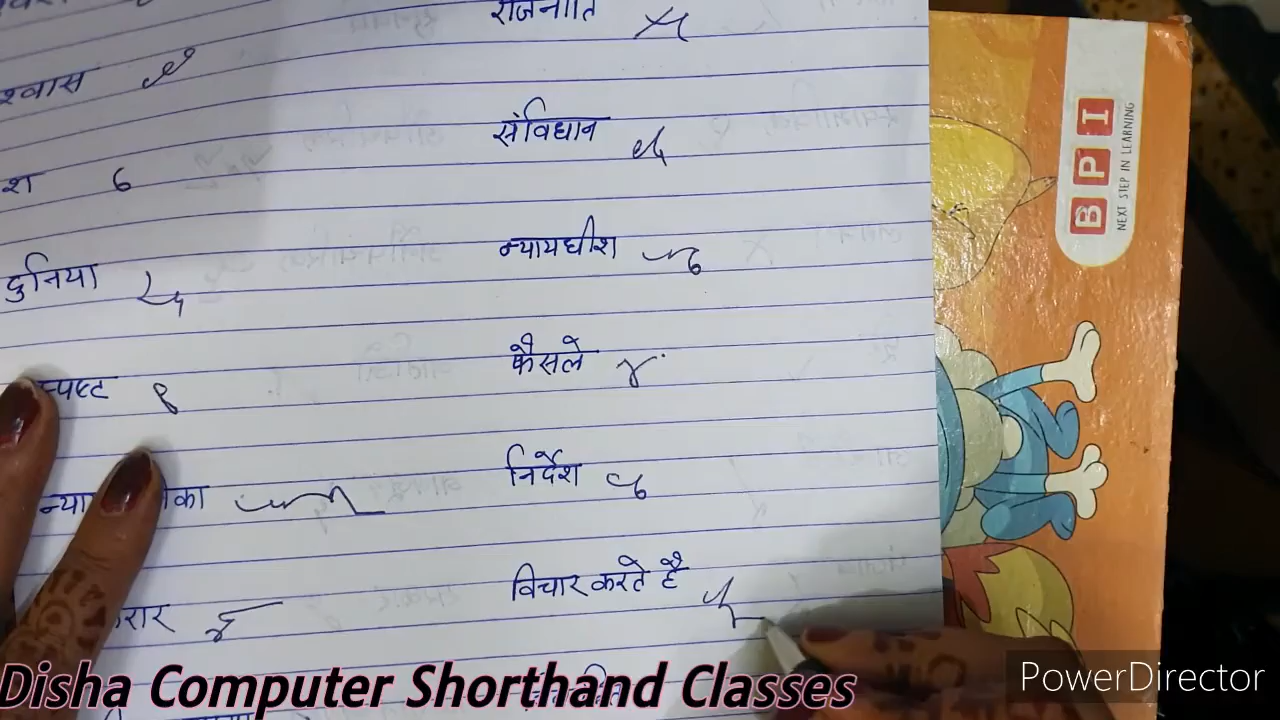 राजनीति
श्वास
संविधान
श
न्यायधीश
दुनिया
फैसले
स्पष्ट
निर्देश
न्या का
विचार करते है
रार
BPI
NEXT STEP IN LEARNING
Disha Computer Shorthand Classes
PowerDirector